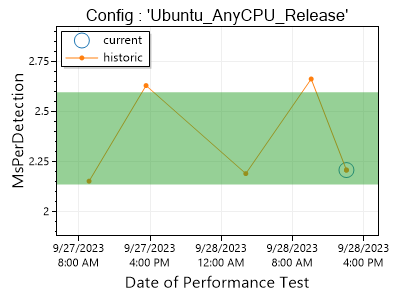 Config : 'Ubuntu_AnyCPU_Release'
current
historic
MsPerDetection
2.75
2.5
2.25
2
9/27/2023 9/27/2023 9/28/2023 9/28/2023 9/28/2023
8:00 AM 4:00 PM 12:00 AM 8:00 AM 4:00 PM
Date of Performance Test